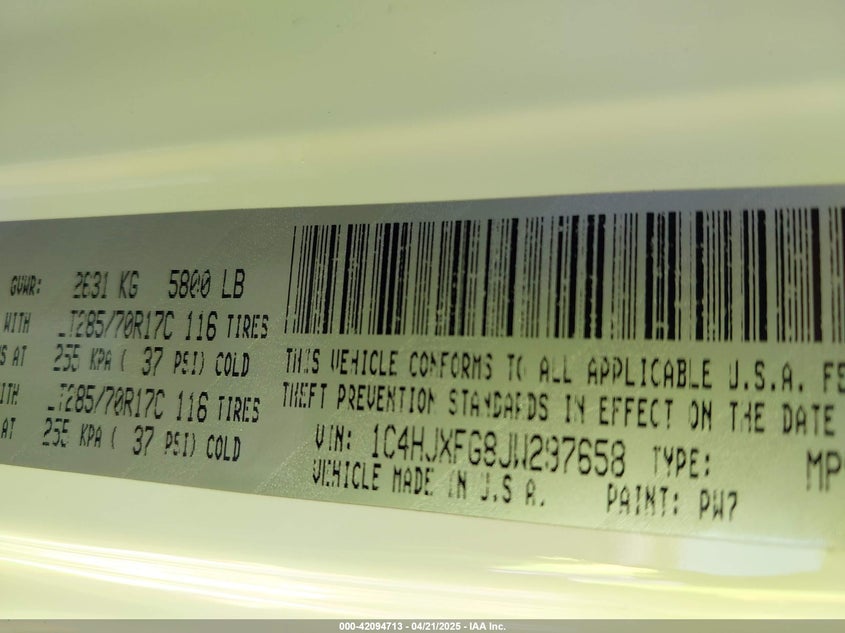 GVWR: 2631 KG 5800 LB
WITH LT285/70R17C 116 TIRES
AT 255 KPA ( 37 PSI) COLD
LT285/70R17C 116 TIRES
AT 255 KPA ( 37 PSI) COLD
THIS VEHICLE CONFORMS TO ALL APPLICABLE U.S.A.
THEFT PREVENTION STANDARDS IN EFFECT ON THE DATE
VIN: 1C4HJXFG8JW297658 TYPE: MP
VEHICLE MADE IN U.S.A. PAINT: PW7
000-42094713 - 04/21/2025 - IAA Inc.